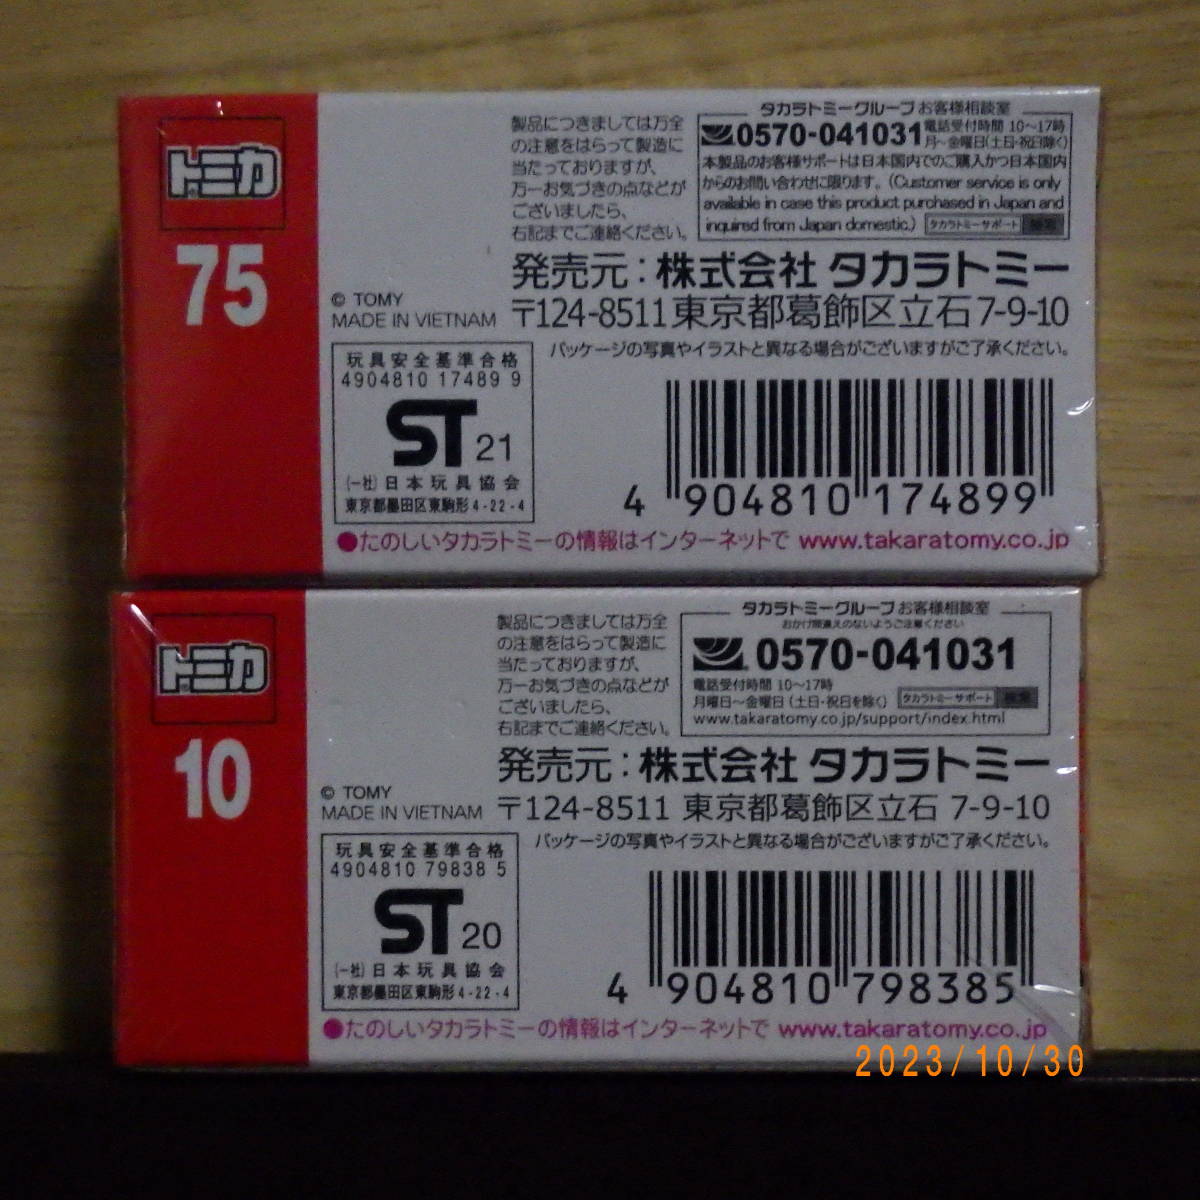 トミカ
75
© TOMY
MADE IN VIETNAM
製品につきましては万全
の注意をはらって製造に
当たっておりますが、
万一お気づきの点などが
ございましたら、
右記までご連絡ください。
タカラトミーグループ お客様相談室
0570-041031 電話受付時間 10～17時
月～金曜日(土日・祝日除く)
本製品のお客様サポートは日本国内でのご購入かつ日本国内
からのお問い合わせに限ります。(Customer service is only
available in case this product purchased in Japan and
inquired from Japan domestic.) タカラトミーサポート 検索
発売元：株式会社 タカラトミー
〒124-8511 東京都葛飾区立石7-9-10
パッケージの写真やイラストと異なる場合がございますがご了承ください。
玩具安全基準合格
4904810 17489 9
ST 21
(一社)日本玩具協会
東京都墨田区東駒形4-22-4
4 904810 174899
●たのしいタカラトミーの情報はインターネットで www.takaratomy.co.jp
トミカ
10
© TOMY
MADE IN VIETNAM
製品につきましては万全
の注意をはらって製造に
当たっておりますが、
万一お気づきの点などが
ございましたら、
右記までご連絡ください。
タカラトミーグループ お客様相談室
おかけ間違えのないようご注意ください
0570-041031
電話受付時間 10～17時
月曜日～金曜日(土日・祝日を除く) タカラトミーサポート 検索
www.takaratomy.co.jp/support/index.html
発売元：株式会社 タカラトミー
〒124-8511 東京都葛飾区立石 7-9-10
パッケージの写真やイラストと異なる場合がございますがご了承ください。
玩具安全基準合格
4904810 79838 5
ST 20
(一社)日本玩具協会
東京都墨田区東駒形4-22-4
4 904810 798385
●たのしいタカラトミーの情報はインターネットで www.takaratomy.co.jp
2023/10/30